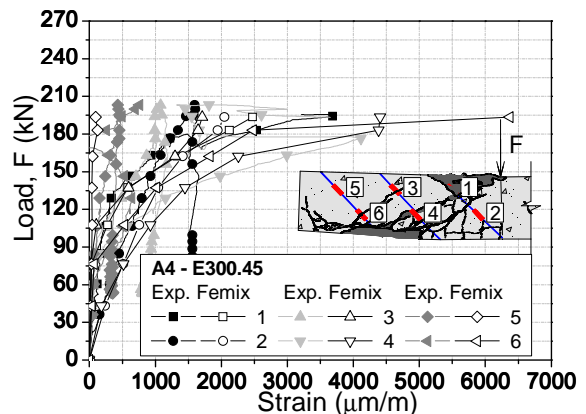 270
240
210
180
150
120
90
60
30
0
Load, F (kN)
F
5 3 1
6 4 2
A4 - E300.45
Exp. Femix Exp. Femix Exp. Femix
1 3 5
2 4 6
0 1000 2000 3000 4000 5000 6000 7000
Strain (μm/m)